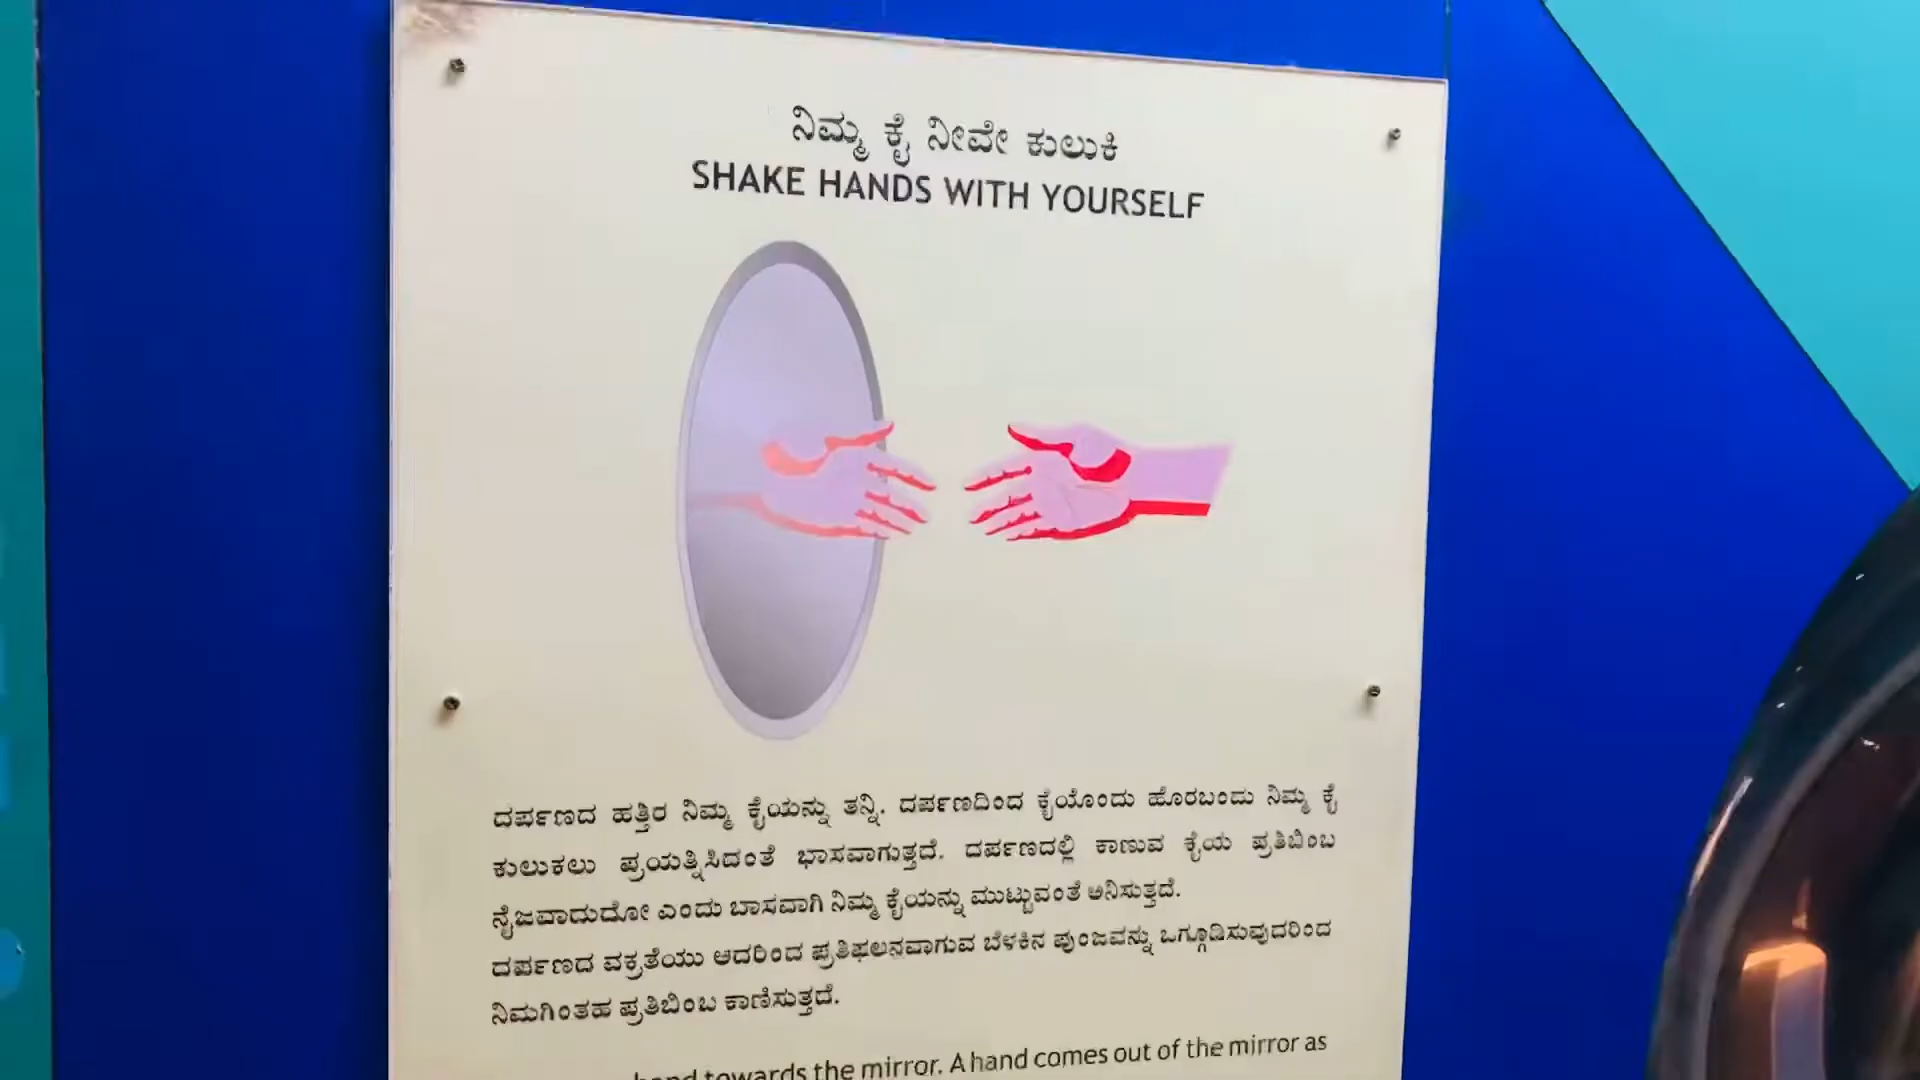 ನಿಮ್ಮ ಕೈ ನೀವೇ ಕುಲುಕಿ
SHAKE HANDS WITH YOURSELF
ದರ್ಪಣದ ಹತ್ತಿರ ನಿಮ್ಮ ಕೈಯನ್ನು ತನ್ನಿ. ದರ್ಪಣದಿಂದ ಕೈಯೊಂದು ಹೊರಬಂದು ನಿಮ್ಮ ಕೈ
ಕುಲುಕಲು ಪ್ರಯತ್ನಿಸಿದಂತೆ ಭಾಸವಾಗುತ್ತದೆ. ದರ್ಪಣದಲ್ಲಿ ಕಾಣುವ ಕೈಯ ಪ್ರತಿಬಿಂಬ
ನೈಜವಾದುದೋ ಎಂದು ಬಾಸವಾಗಿ ನಿಮ್ಮ ಕೈಯನ್ನು ಮುಟ್ಟುವಂತೆ ಅನಿಸುತ್ತದೆ.
ದರ್ಪಣದ ವಕ್ರತೆಯು ಆದರಿಂದ ಪ್ರತಿಫಲನವಾಗುವ ಬೆಳಕಿನ ಪುಂಜವನ್ನು ಒಗ್ಗೂಡಿಸುವುದರಿಂದ
ನಿಮಗಿಂತಹ ಪ್ರತಿಬಿಂಬ ಕಾಣಿಸುತ್ತದೆ.
hand towards the mirror. A hand comes out of the mirror as